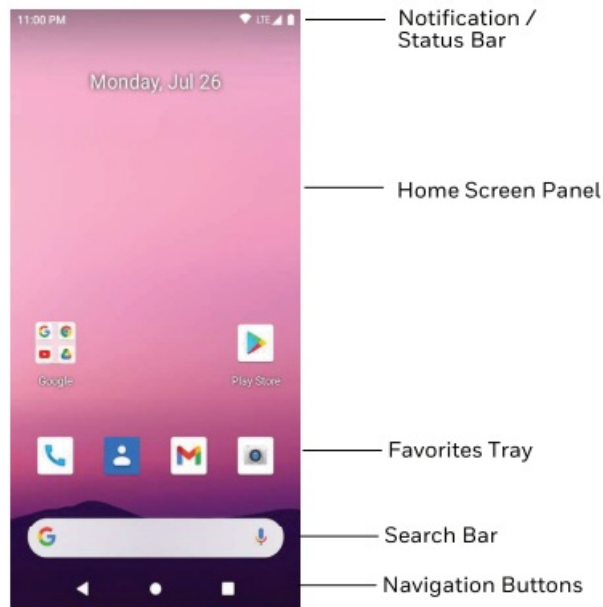 11:00 PM
LTE
Notification /
Status Bar
Monday, Jul 26
Home Screen Panel
Google
Play Store
Favorites Tray
Search Bar
Navigation Buttons